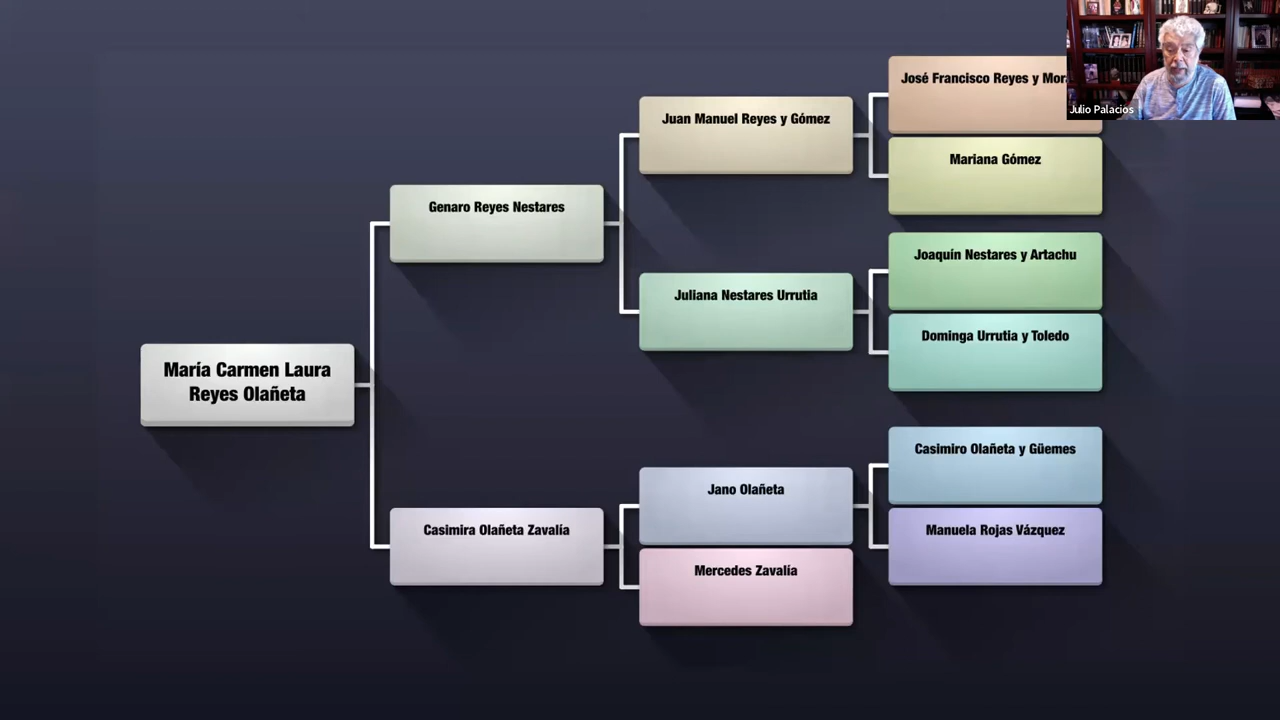 José Francisco Reyes y
Julio Palacios
Juan Manuel Reyes y Gómez
Mariana Gómez
Genaro Reyes Nestares
Joaquín Nestares y Artachu
Juliana Nestares Urrutia
Dominga Urrutia y Toledo
María Carmen Laura
Reyes Olañeta
Casimiro Olañeta y Güemes
Jano Olañeta
Casimira Olañeta Zavalía
Manuela Rojas Vázquez
Mercedes Zavalía